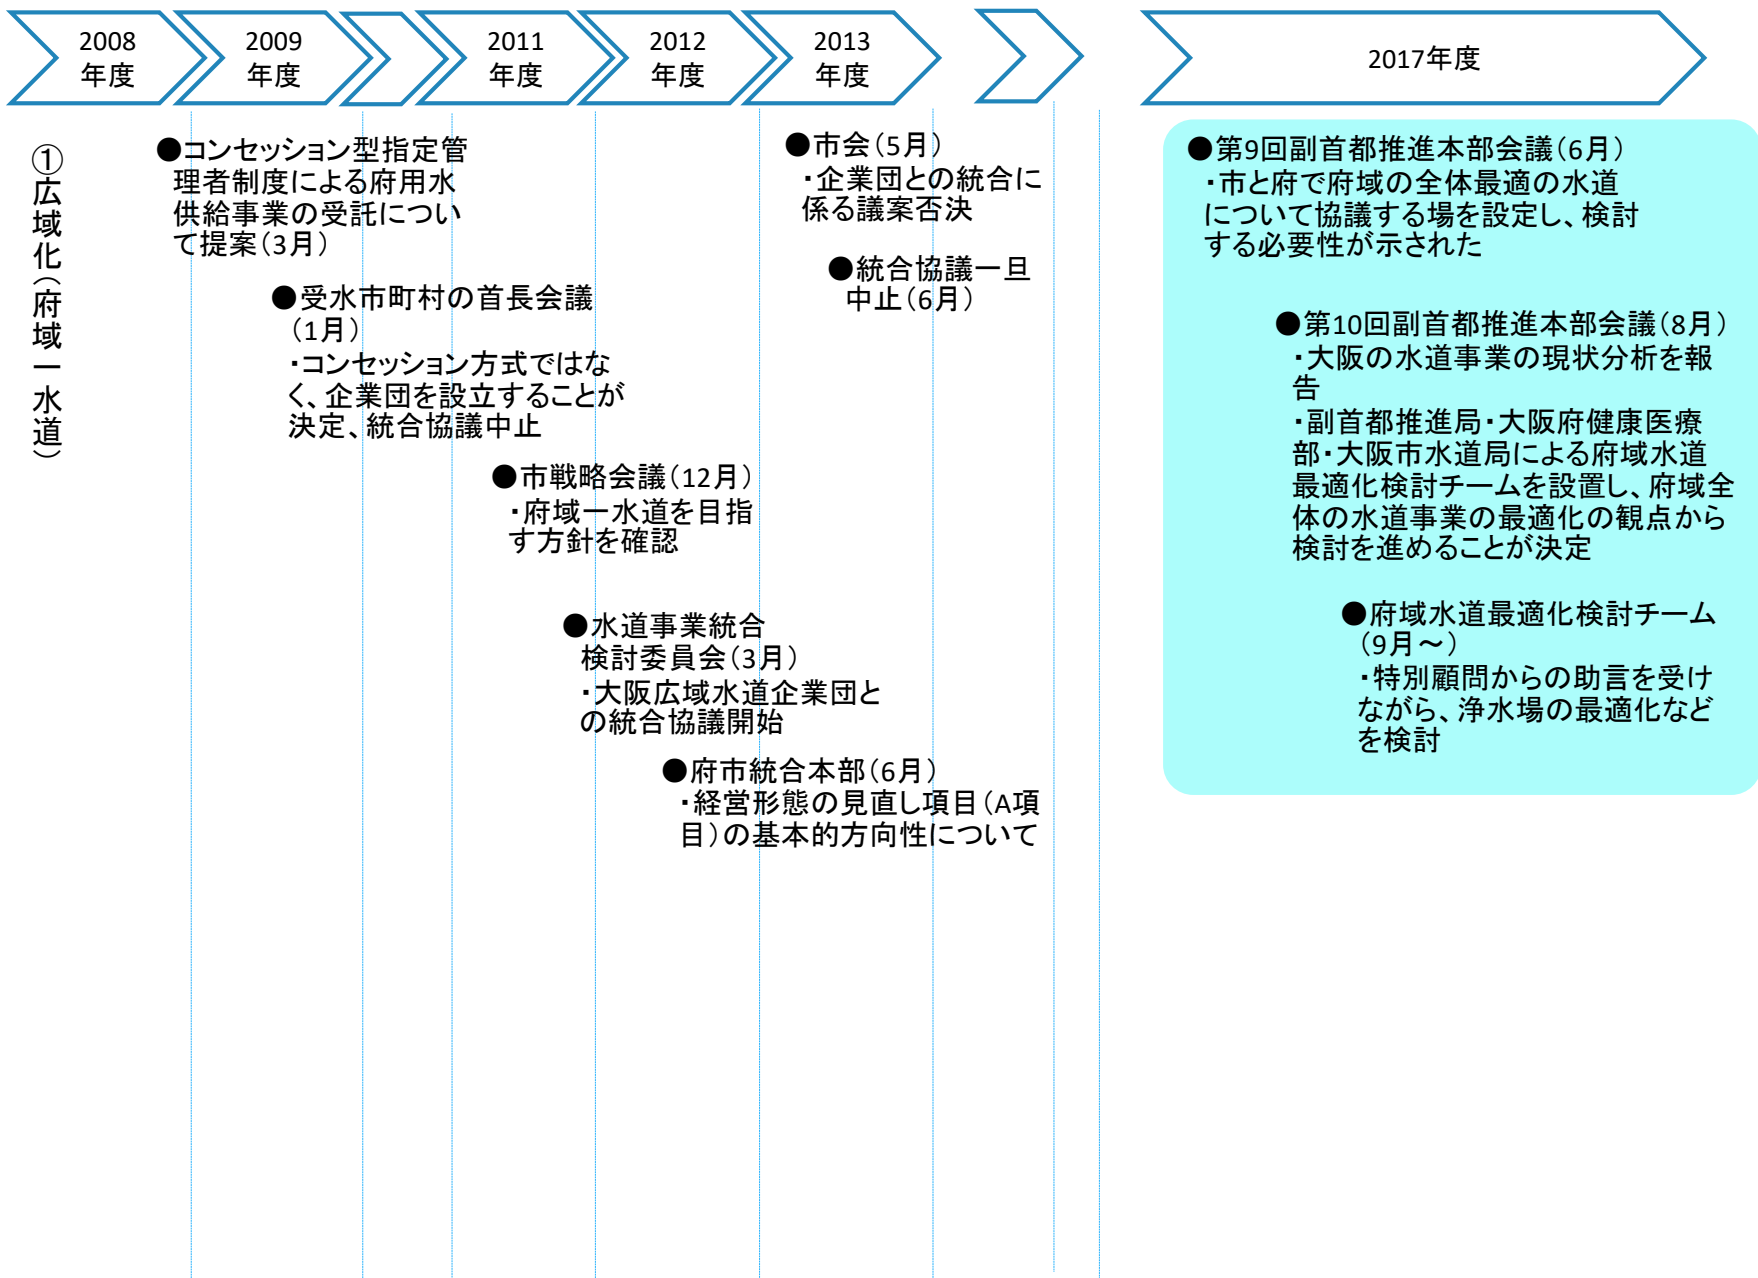 2008
年度
2009
年度
2011
年度
2012
年度
2013
年度
2017年度
①広域化（府域一水道）
●コンセッション型指定管
理者制度による府用水
供給事業の受託につい
て提案（3月）
●受水市町村の首長会議
（1月）
・コンセッション方式ではな
く、企業団を設立することが
決定、統合協議中止
●市戦略会議（12月）
・府域一水道を目指
す方針を確認
●水道事業統合
検討委員会（3月）
・大阪広域水道企業団と
の統合協議開始
●府市統合本部（6月）
・経営形態の見直し項目（A項
目）の基本的方向性について
●市会（5月）
・企業団との統合に
係る議案否決
●統合協議一旦
中止（6月）
●第9回副首都推進本部会議（6月）
・市と府で府域の全体最適の水道
について協議する場を設定し、検討
する必要性が示された
●第10回副首都推進本部会議（8月）
・大阪の水道事業の現状分析を報
告
・副首都推進局・大阪府健康医療
部・大阪市水道局による府域水道
最適化検討チームを設置し、府域全
体の水道事業の最適化の観点から
検討を進めることが決定
●府域水道最適化検討チーム
（9月～）
・特別顧問からの助言を受け
ながら、浄水場の最適化など
を検討